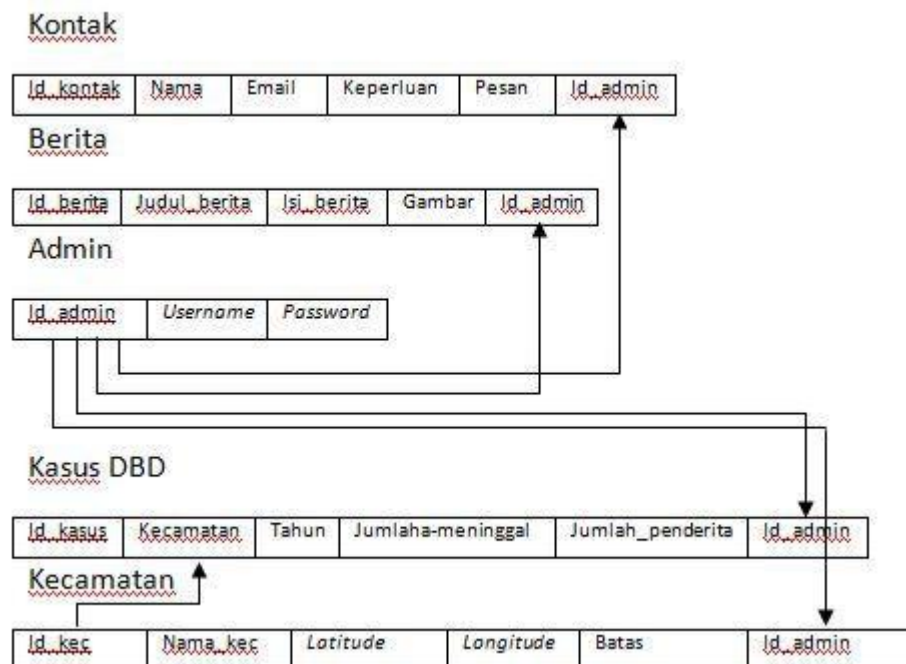 Kontak
Id_kontak Nama Email Keperluan Pesan Id_admin
Berita
Id_berita Judul_berita Isi_berita Gambar Id_admin
Admin
Id_admin Username Password
Kasus DBD
Id_kasus Kecamatan Tahun Jumlaha-meninggal Jumlah_penderita Id_admin
Kecamatan
Id_kec Nama_kec Latitude Longitude Batas Id_admin